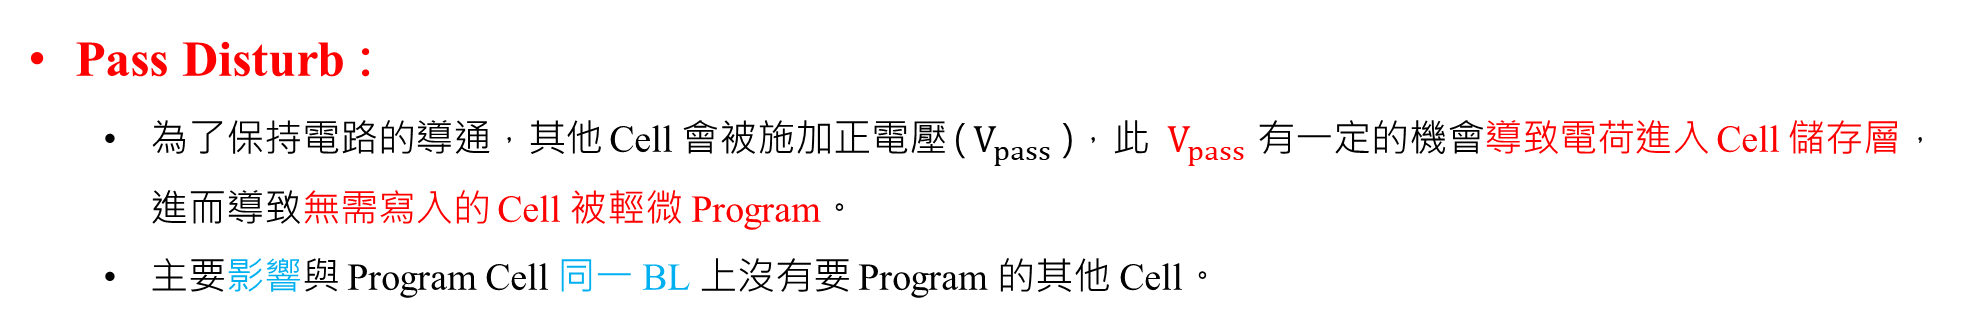 • Pass Disturb：
• 為了保持電路的導通，其他 Cell 會被施加正電壓 ( Vpass )，此 Vpass 有一定的機會導致電荷進入 Cell 儲存層，
進而導致無需寫入的 Cell 被輕微 Program。
• 主要影響與 Program Cell 同一 BL 上沒有要 Program 的其他 Cell。